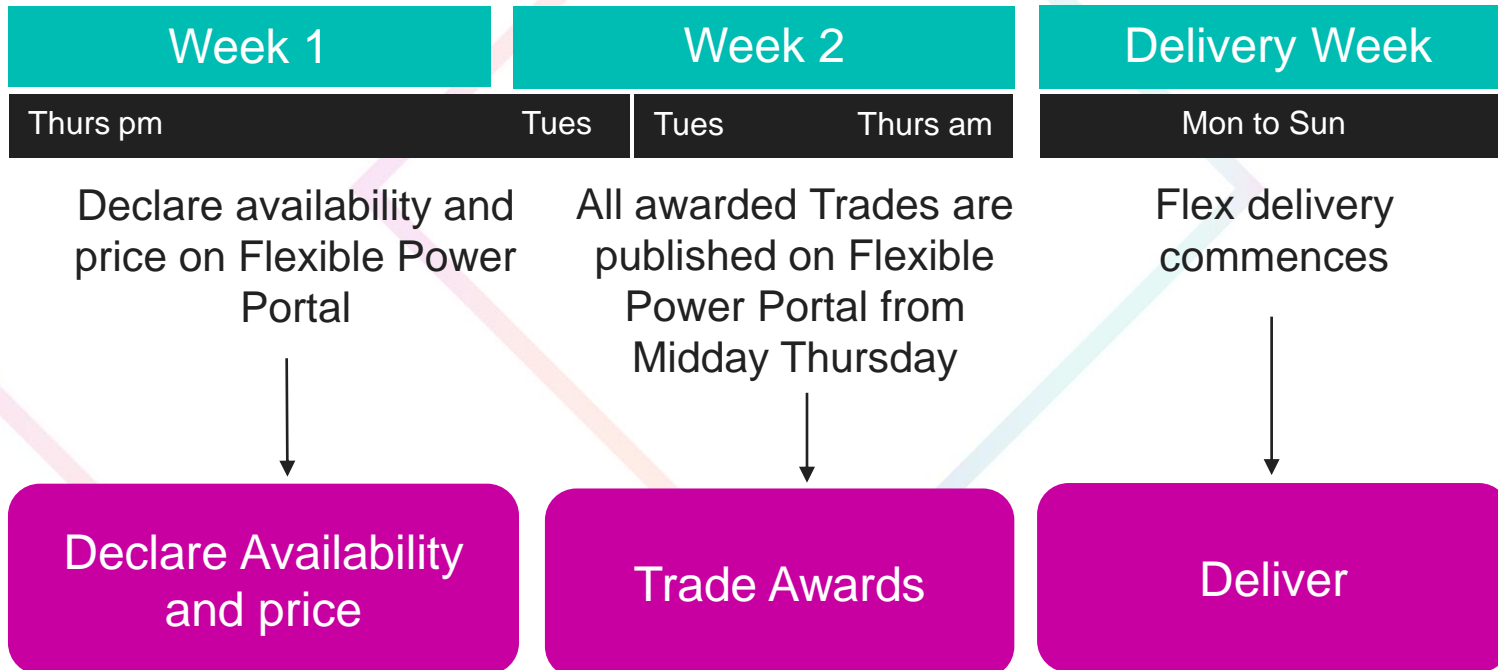 Week 1
Week 2
Delivery Week
Thurs pm
Tues
Tues
Thurs am
Mon to Sun
Declare availability and
price on Flexible Power
Portal
All awarded Trades are
published on Flexible
Power Portal from
Midday Thursday
Flex delivery
commences
Declare Availability
and price
Trade Awards
Deliver